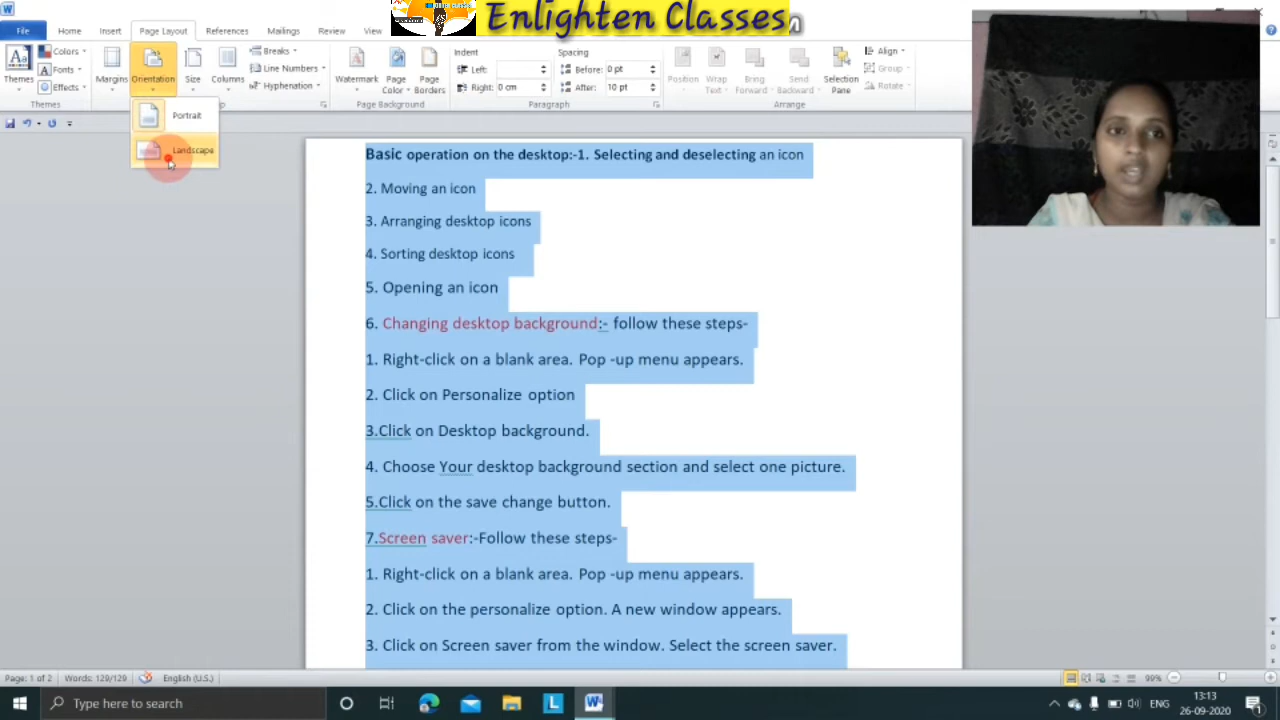 Enlighten Classes
File Home Insert Page Layout References Mailings Review View
Themes Colors Fonts Effects Margins Orientation Size Columns Breaks Line Numbers Hyphenation Watermark Page Color Page Borders Indent Left: Right: 0 cm Spacing Before: 0 pt After: 10 pt Position Wrap Text Bring Forward Send Backward Selection Pane Align Group Rotate
Themes Page Background Paragraph Arrange
Portrait
Landscape
Basic operation on the desktop:-1. Selecting and deselecting an icon
2. Moving an icon
3. Arranging desktop icons
4. Sorting desktop icons
5. Opening an icon
6. Changing desktop background:- follow these steps-
1. Right-click on a blank area. Pop -up menu appears.
2. Click on Personalize option
3.Click on Desktop background.
4. Choose Your desktop background section and select one picture.
5.Click on the save change button.
7.Screen saver:-Follow these steps-
1. Right-click on a blank area. Pop -up menu appears.
2. Click on the personalize option. A new window appears.
3. Click on Screen saver from the window. Select the screen saver.
Page: 1 of 2 Words: 129/129 English (U.S.) 99%
Type here to search ENG 13:13
26-09-2020